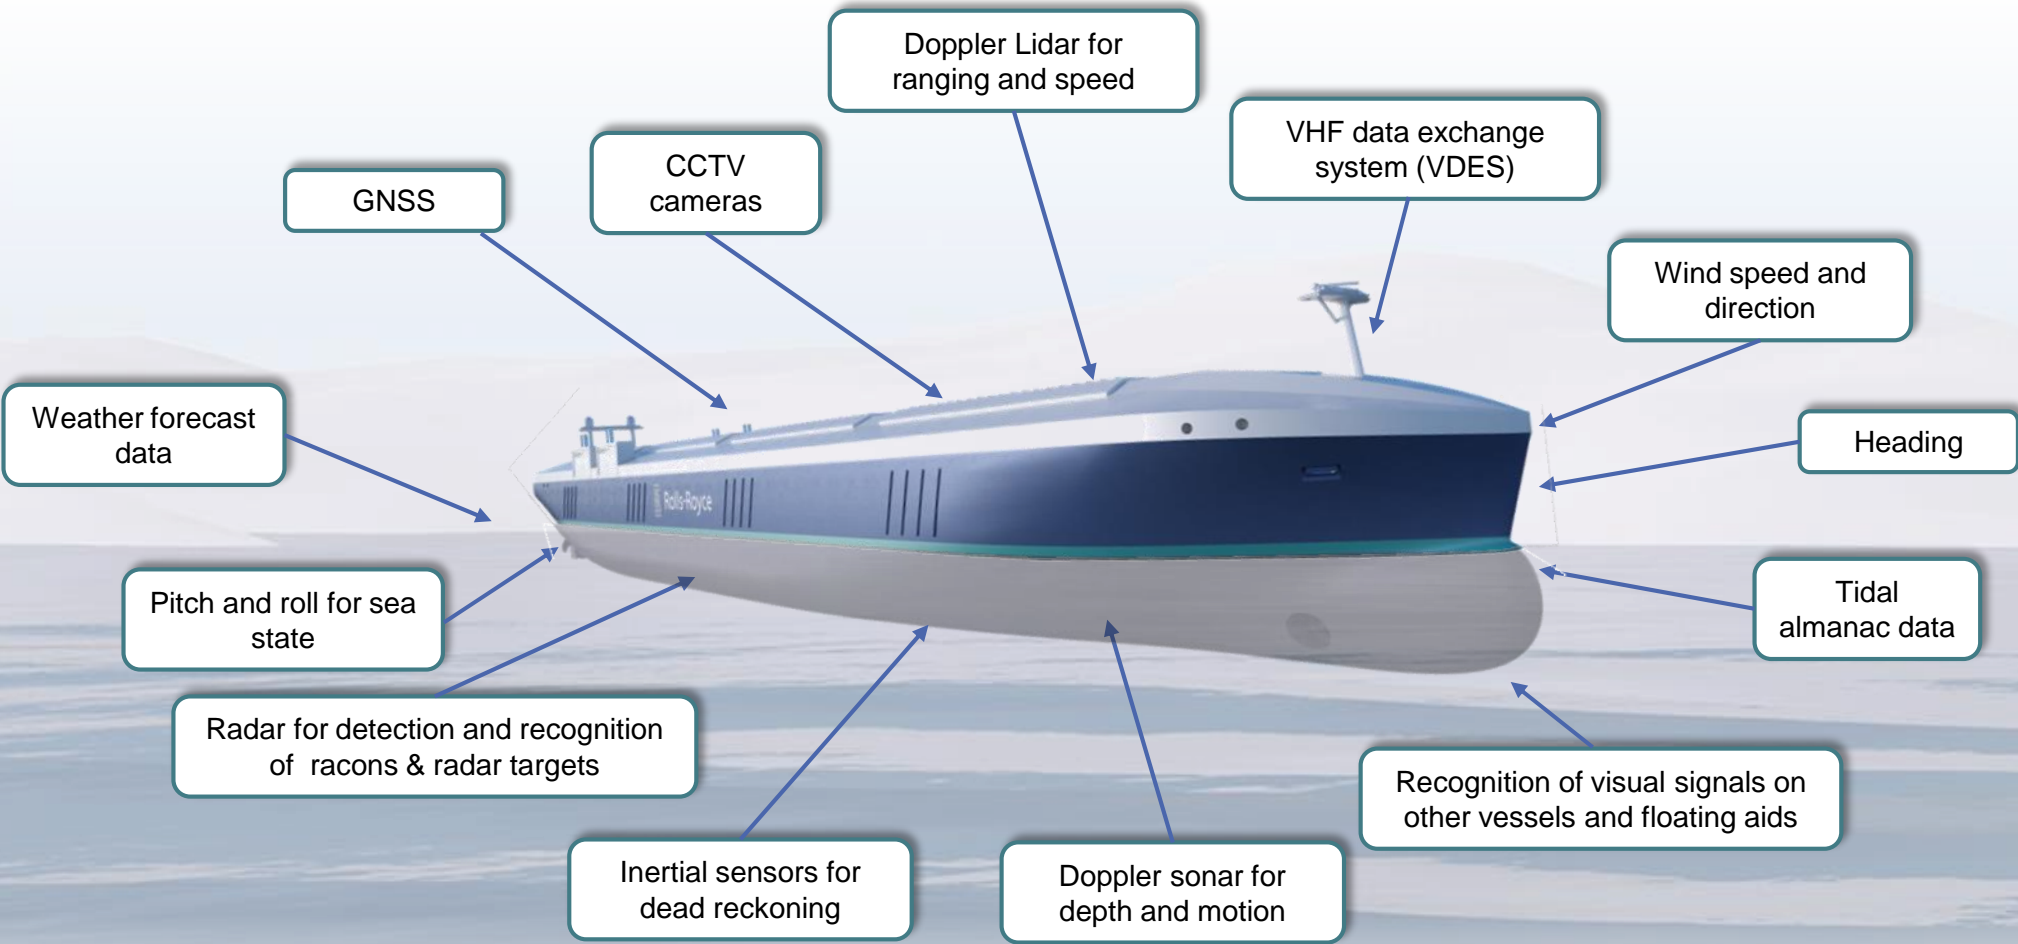 Doppler Lidar for
ranging and speed
VHF data exchange
system (VDES)
CCTV
cameras
GNSS
Wind speed and
direction
Weather forecast
data
Heading
Rolls-Royce
Pitch and roll for sea
state
Tidal
almanac data
Radar for detection and recognition
of racons & radar targets
Recognition of visual signals on
other vessels and floating aids
Inertial sensors for
dead reckoning
Doppler sonar for
depth and motion